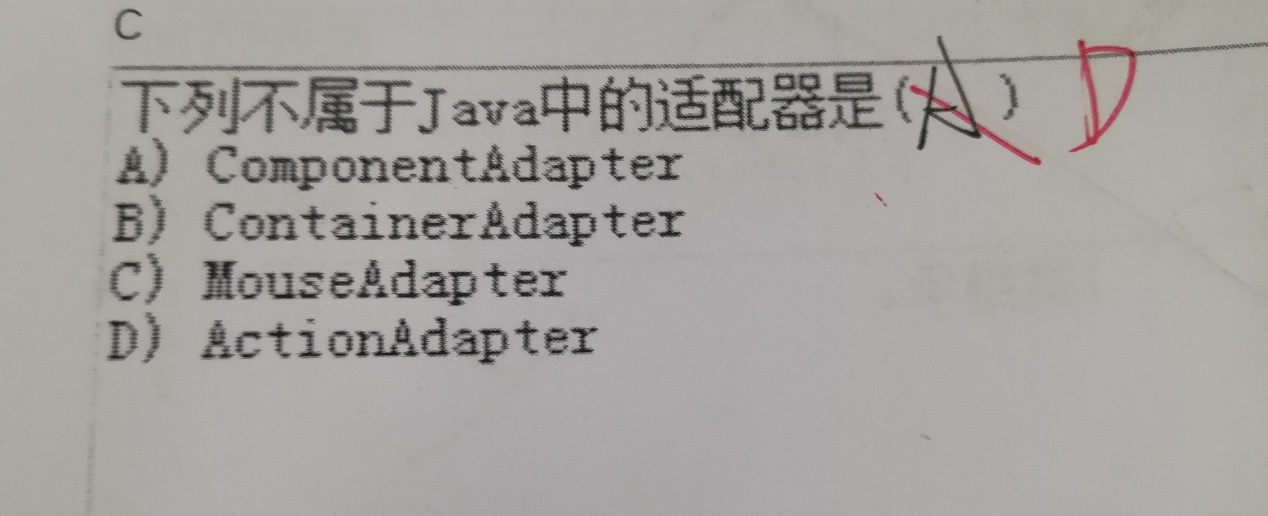 C
下列不属于Java中的适配器是(A) D
A) ComponentAdapter
B) ContainerAdapter
C) MouseAdapter
D) ActionAdapter